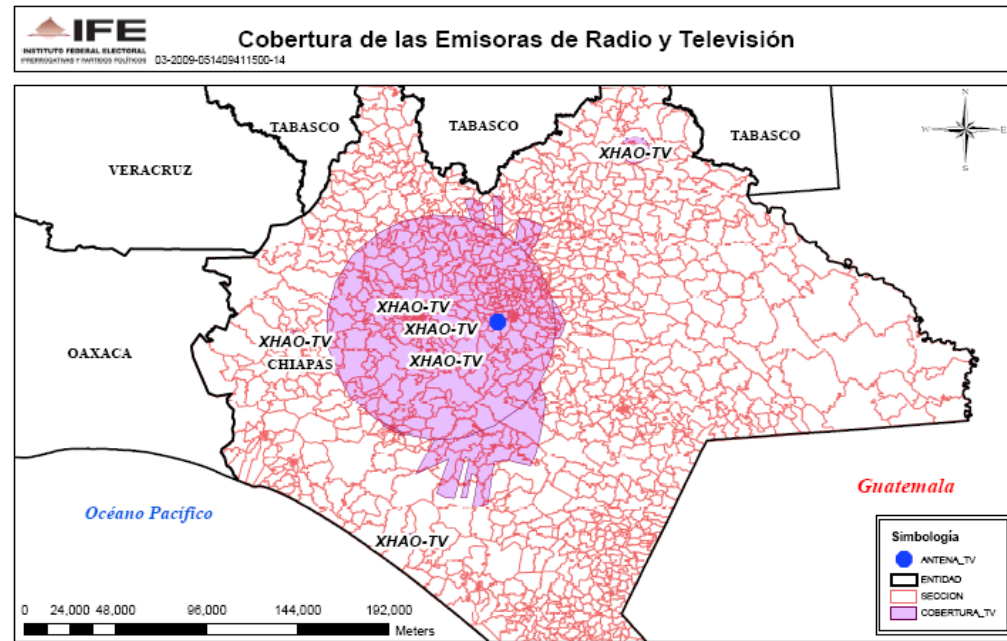 IFE
INSTITUTO FEDERAL ELECTORAL
PRERROGATIVAS Y PARTIDOS POLÍTICOS
03-2009-051409411500-14
Cobertura de las Emisoras de Radio y Televisión
N
W E
S
TABASCO
TABASCO
TABASCO
VERACRUZ
XHAO-TV
XHAO-TV
XHAO-TV
XHAO-TV
CHIAPAS
XHAO-TV
OAXACA
Guatemala
Océano Pacífico
XHAO-TV
Simbología
ANTENA_TV
ENTIDAD
SECCION
COBERTURA_TV
0 24,000 48,000 96,000 144,000 192,000
Meters